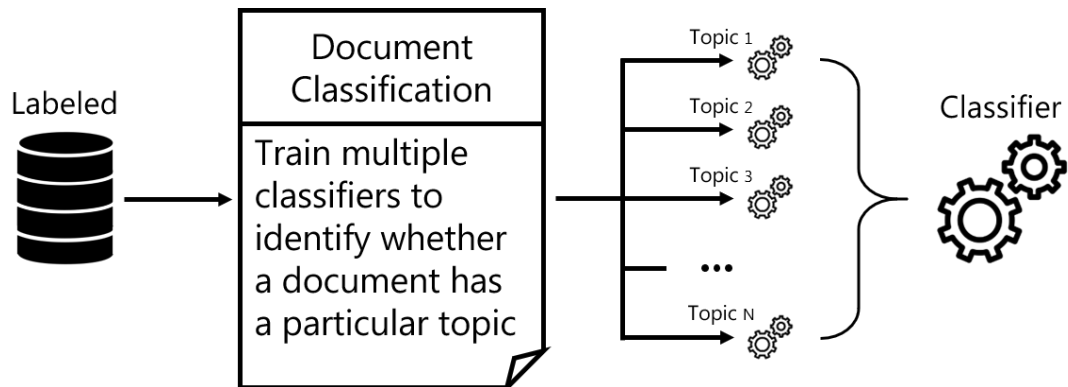 Labeled
Document
Classification
Train multiple
classifiers to
identify whether
a document has
a particular topic
Topic 1
Topic 2
Topic 3
...
Topic N
Classifier